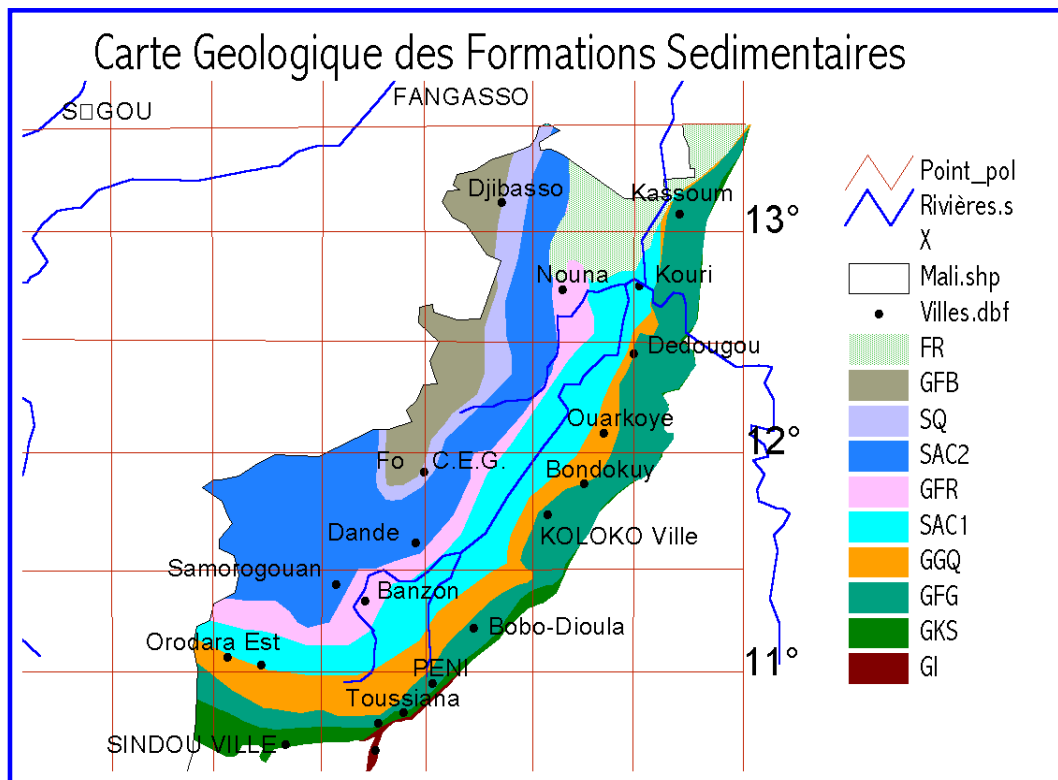 Carte Geologique des Formations Sedimentaires
S□GOU
FANGASSO
Djibasso
Kassoum
13°
Nouna
Kouri
Dedougou
Ouarkoye
12°
Fo
C.E.G.
Bondokuy
Dande
KOLOKO Ville
Samorogouan
Banzon
Orodara Est
Bobo-Dioula
PENI
11°
Toussiana
SINDOU VILLE
Point_pol
Rivières.s
X
Mali.shp
Villes.dbf
FR
GFB
SQ
SAC2
GFR
SAC1
GGQ
GFG
GKS
GI